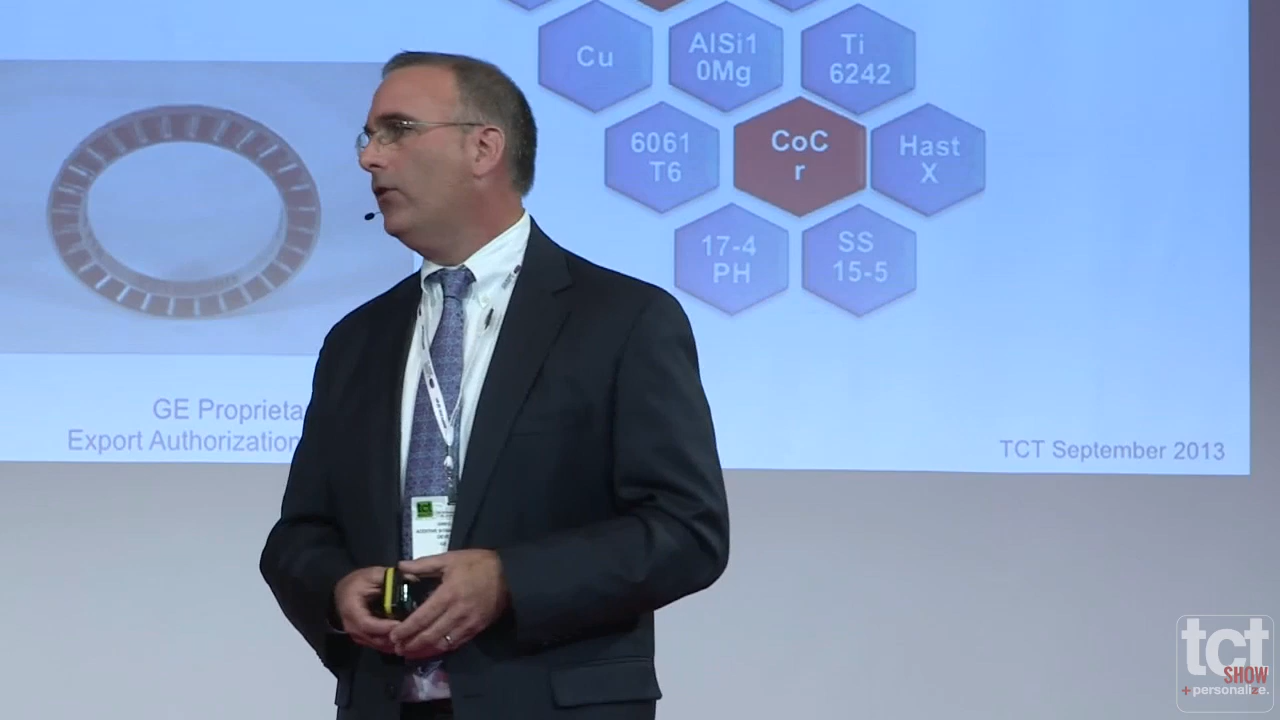 Cu
AlSi1
0Mg
Ti
6242
6061
T6
CoC
r
Hast
X
17-4
PH
SS
15-5
GE Proprieta
Export Authorization
TCT September 2013
tct
tct
SHOW
+personalize.